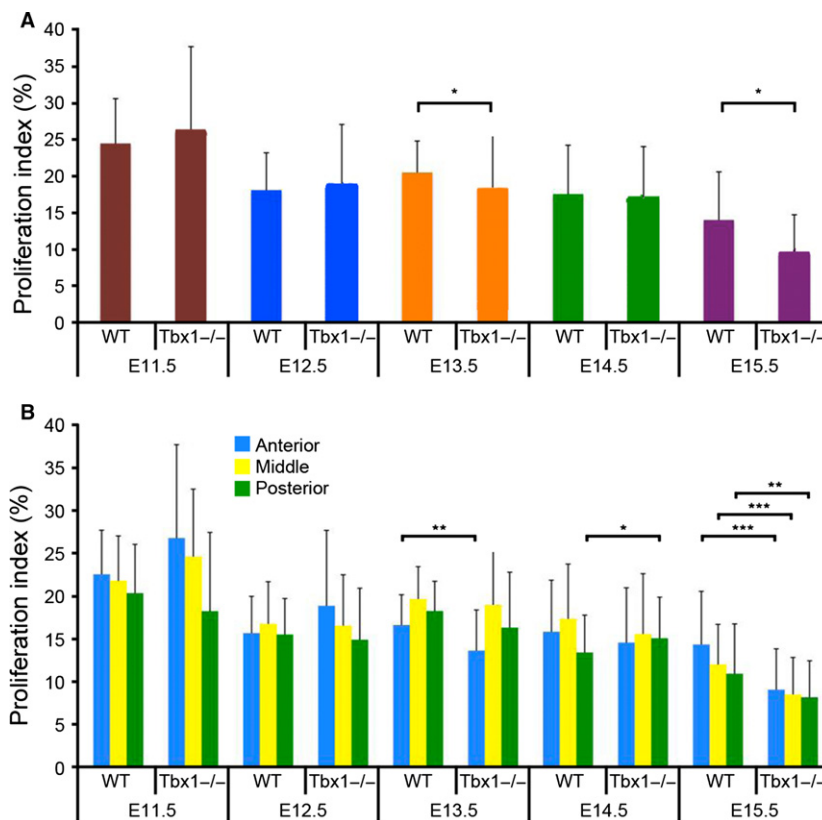 A
Proliferation index (%)
40
35
30
25
20
15
10
5
0
*
*
WT Tbx1–/– WT Tbx1–/– WT Tbx1–/– WT Tbx1–/– WT Tbx1–/–
E11.5 E12.5 E13.5 E14.5 E15.5
B
Proliferation index (%)
40
35
30
25
20
15
10
5
0
Anterior
Middle
Posterior
**
*
**
***
***
WT Tbx1–/– WT Tbx1–/– WT Tbx1–/– WT Tbx1–/– WT Tbx1–/–
E11.5 E12.5 E13.5 E14.5 E15.5